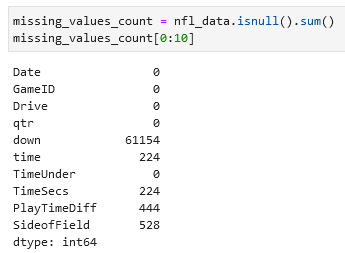 missing_values_count = nfl_data.isnull().sum()
missing_values_count[0:10]
Date 0
GameID 0
Drive 0
qtr 0
down 61154
time 224
TimeUnder 0
TimeSecs 224
PlayTimeDiff 444
SideofField 528
dtype: int64